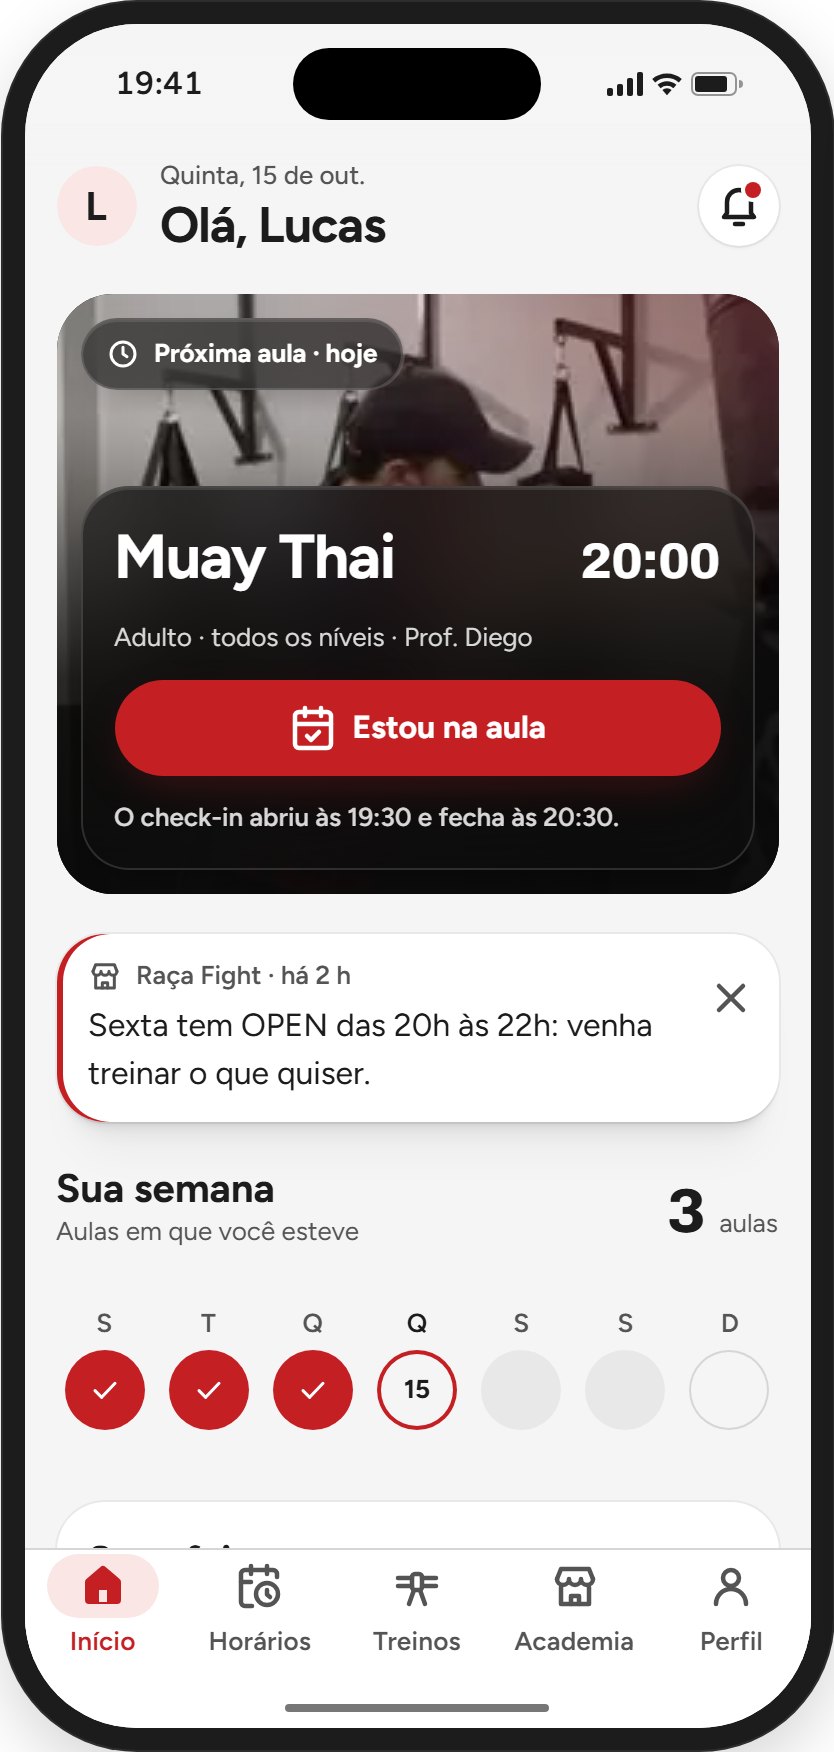 19:41
L
Quinta, 15 de out.
Olá, Lucas
Próxima aula · hoje
Muay Thai
20:00
Adulto · todos os níveis · Prof. Diego
Estou na aula
O check-in abriu às 19:30 e fecha às 20:30.
Raça Fight · há 2 h
Sexta tem OPEN das 20h às 22h: venha
treinar o que quiser.
Sua semana
3 aulas
Aulas em que você esteve
S T Q Q S S D
15
Início Horários Treinos Academia Perfil